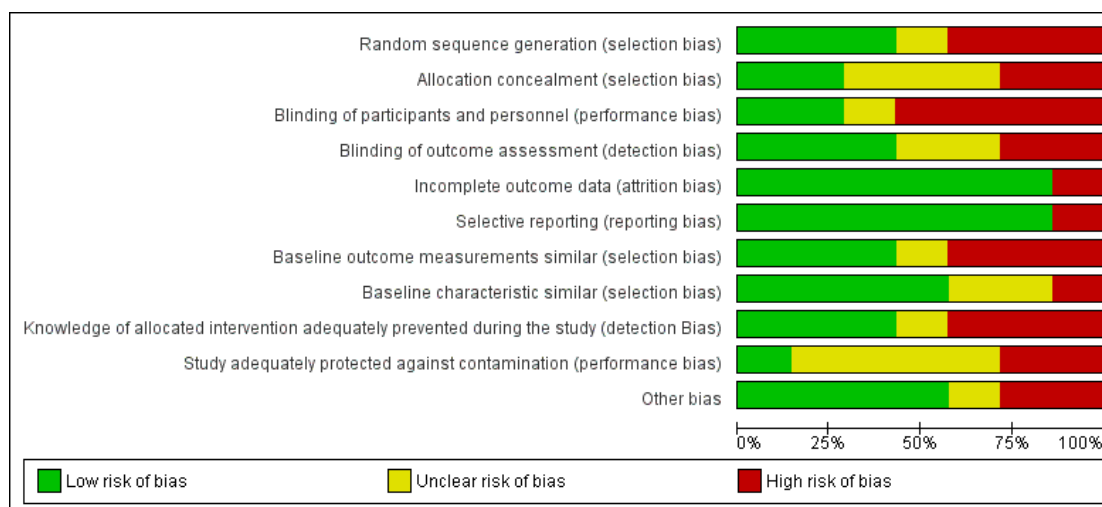 Random sequence generation (selection bias)
Allocation concealment (selection bias)
Blinding of participants and personnel (performance bias)
Blinding of outcome assessment (detection bias)
Incomplete outcome data (attrition bias)
Selective reporting (reporting bias)
Baseline outcome measurements similar (selection bias)
Baseline characteristic similar (selection bias)
Knowledge of allocated intervention adequately prevented during the study (detection Bias)
Study adequately protected against contamination (performance bias)
Other bias
0% 25% 50% 75% 100%
Low risk of bias Unclear risk of bias High risk of bias